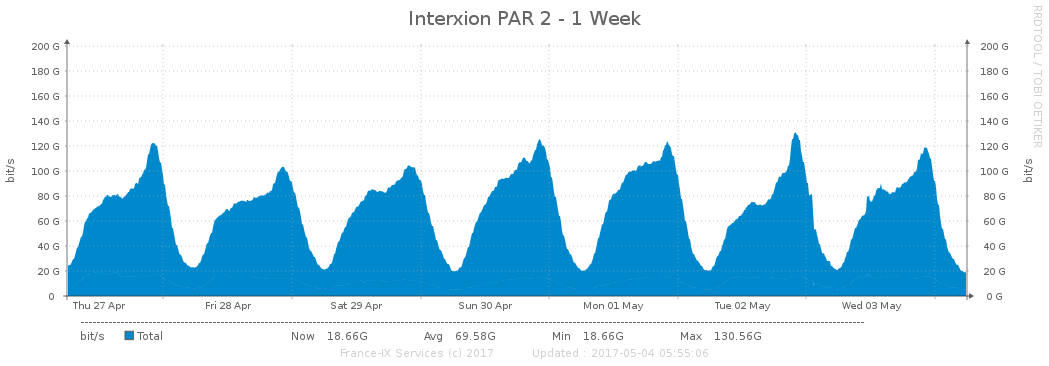 Interxion PAR 2 - 1 Week
RRDTOOL / TOBI OETIKER
200 G 200 G
180 G 180 G
160 G 160 G
140 G 140 G
120 G 120 G
100 G 100 G
80 G 80 G
60 G 60 G
40 G 40 G
20 G 20 G
0 0 G
bit/s
bit/s
Thu 27 Apr Fri 28 Apr Sat 29 Apr Sun 30 Apr Mon 01 May Tue 02 May Wed 03 May
bit/s Total Now 18.66G Avg 69.58G Min 18.66G Max 130.56G
France-IX Services (c) 2017 Updated : 2017-05-04 05:55:06